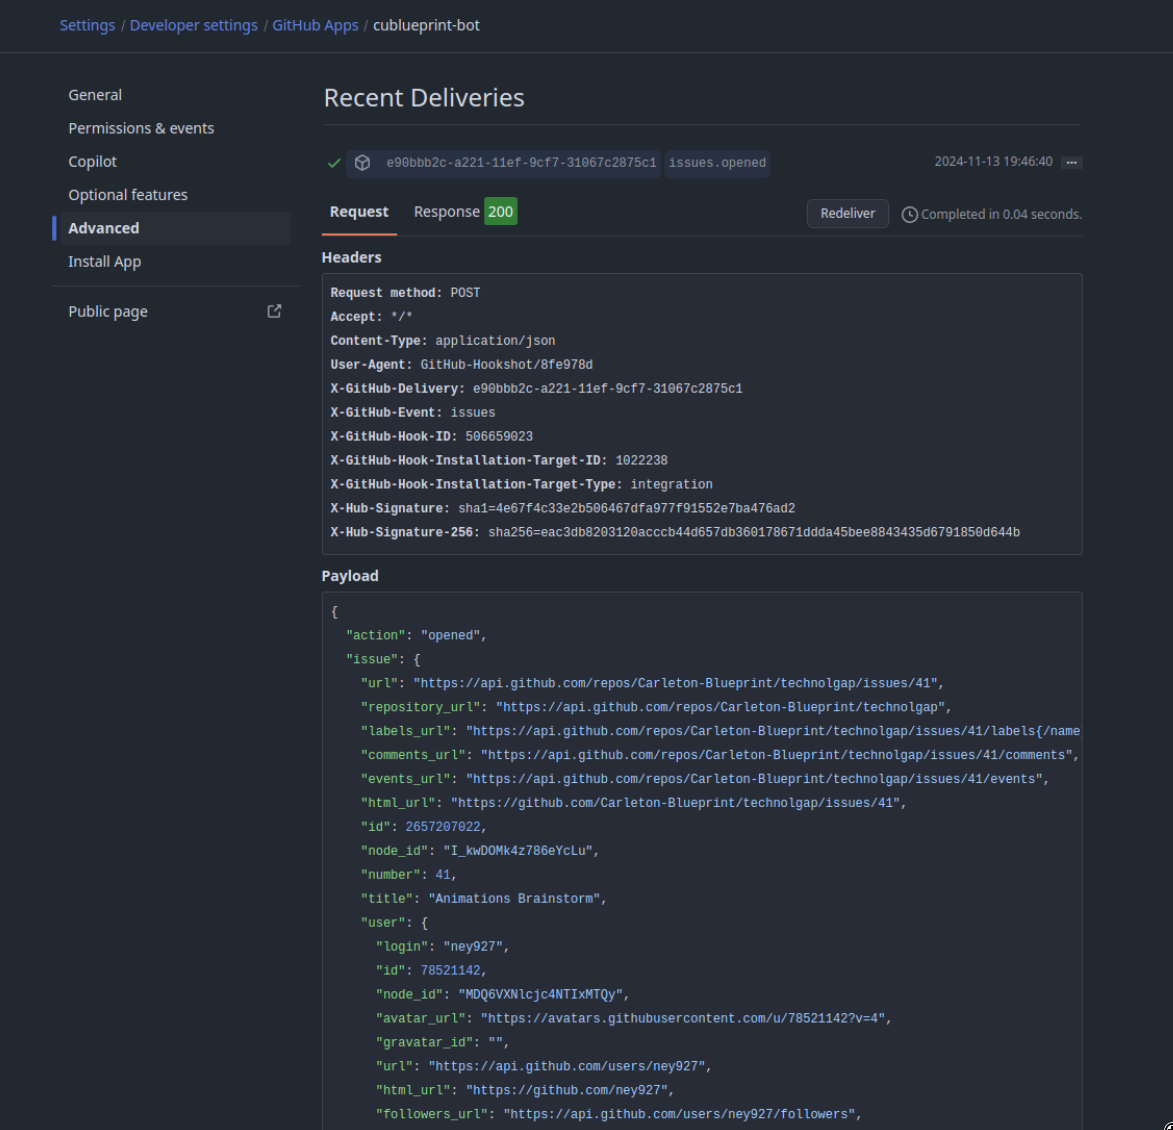 Settings / Developer settings / GitHub Apps / cublueprint-bot
General
Permissions & events
Copilot
Optional features
Advanced
Install App
Public page
Recent Deliveries
e90bbb2c-a221-11ef-9cf7-31067c2875c1 issues.opened 2024-11-13 19:46:40 ...
Request Response 200 Redeliver Completed in 0.04 seconds.
Headers
Request method: POST
Accept: */*
Content-Type: application/json
User-Agent: GitHub-Hookshot/8fe978d
X-GitHub-Delivery: e90bbb2c-a221-11ef-9cf7-31067c2875c1
X-GitHub-Event: issues
X-GitHub-Hook-ID: 506659023
X-GitHub-Hook-Installation-Target-ID: 1022238
X-GitHub-Hook-Installation-Target-Type: integration
X-Hub-Signature: sha1=4e67f4c33e2b506467dfa977f91552e7ba476ad2
X-Hub-Signature-256: sha256=eac3db8203120acccb44d657db360178671ddda45bee8843435d6791850d644b
Payload
{
"action": "opened",
"issue": {
"url": "https://api.github.com/repos/Carleton-Blueprint/technolgap/issues/41",
"repository_url": "https://api.github.com/repos/Carleton-Blueprint/technolgap",
"labels_url": "https://api.github.com/repos/Carleton-Blueprint/technolgap/issues/41/labels{/name
"comments_url": "https://api.github.com/repos/Carleton-Blueprint/technolgap/issues/41/comments",
"events_url": "https://api.github.com/repos/Carleton-Blueprint/technolgap/issues/41/events",
"html_url": "https://github.com/Carleton-Blueprint/technolgap/issues/41",
"id": 2657207022,
"node_id": "I_kwDOMk4z786eYcLu",
"number": 41,
"title": "Animations Brainstorm",
"user": {
"login": "ney927",
"id": 78521142,
"node_id": "MDQ6VXNlcjc4NTIxMTQy",
"avatar_url": "https://avatars.githubusercontent.com/u/78521142?v=4",
"gravatar_id": "",
"url": "https://api.github.com/users/ney927",
"html_url": "https://github.com/ney927",
"followers_url": "https://api.github.com/users/ney927/followers",